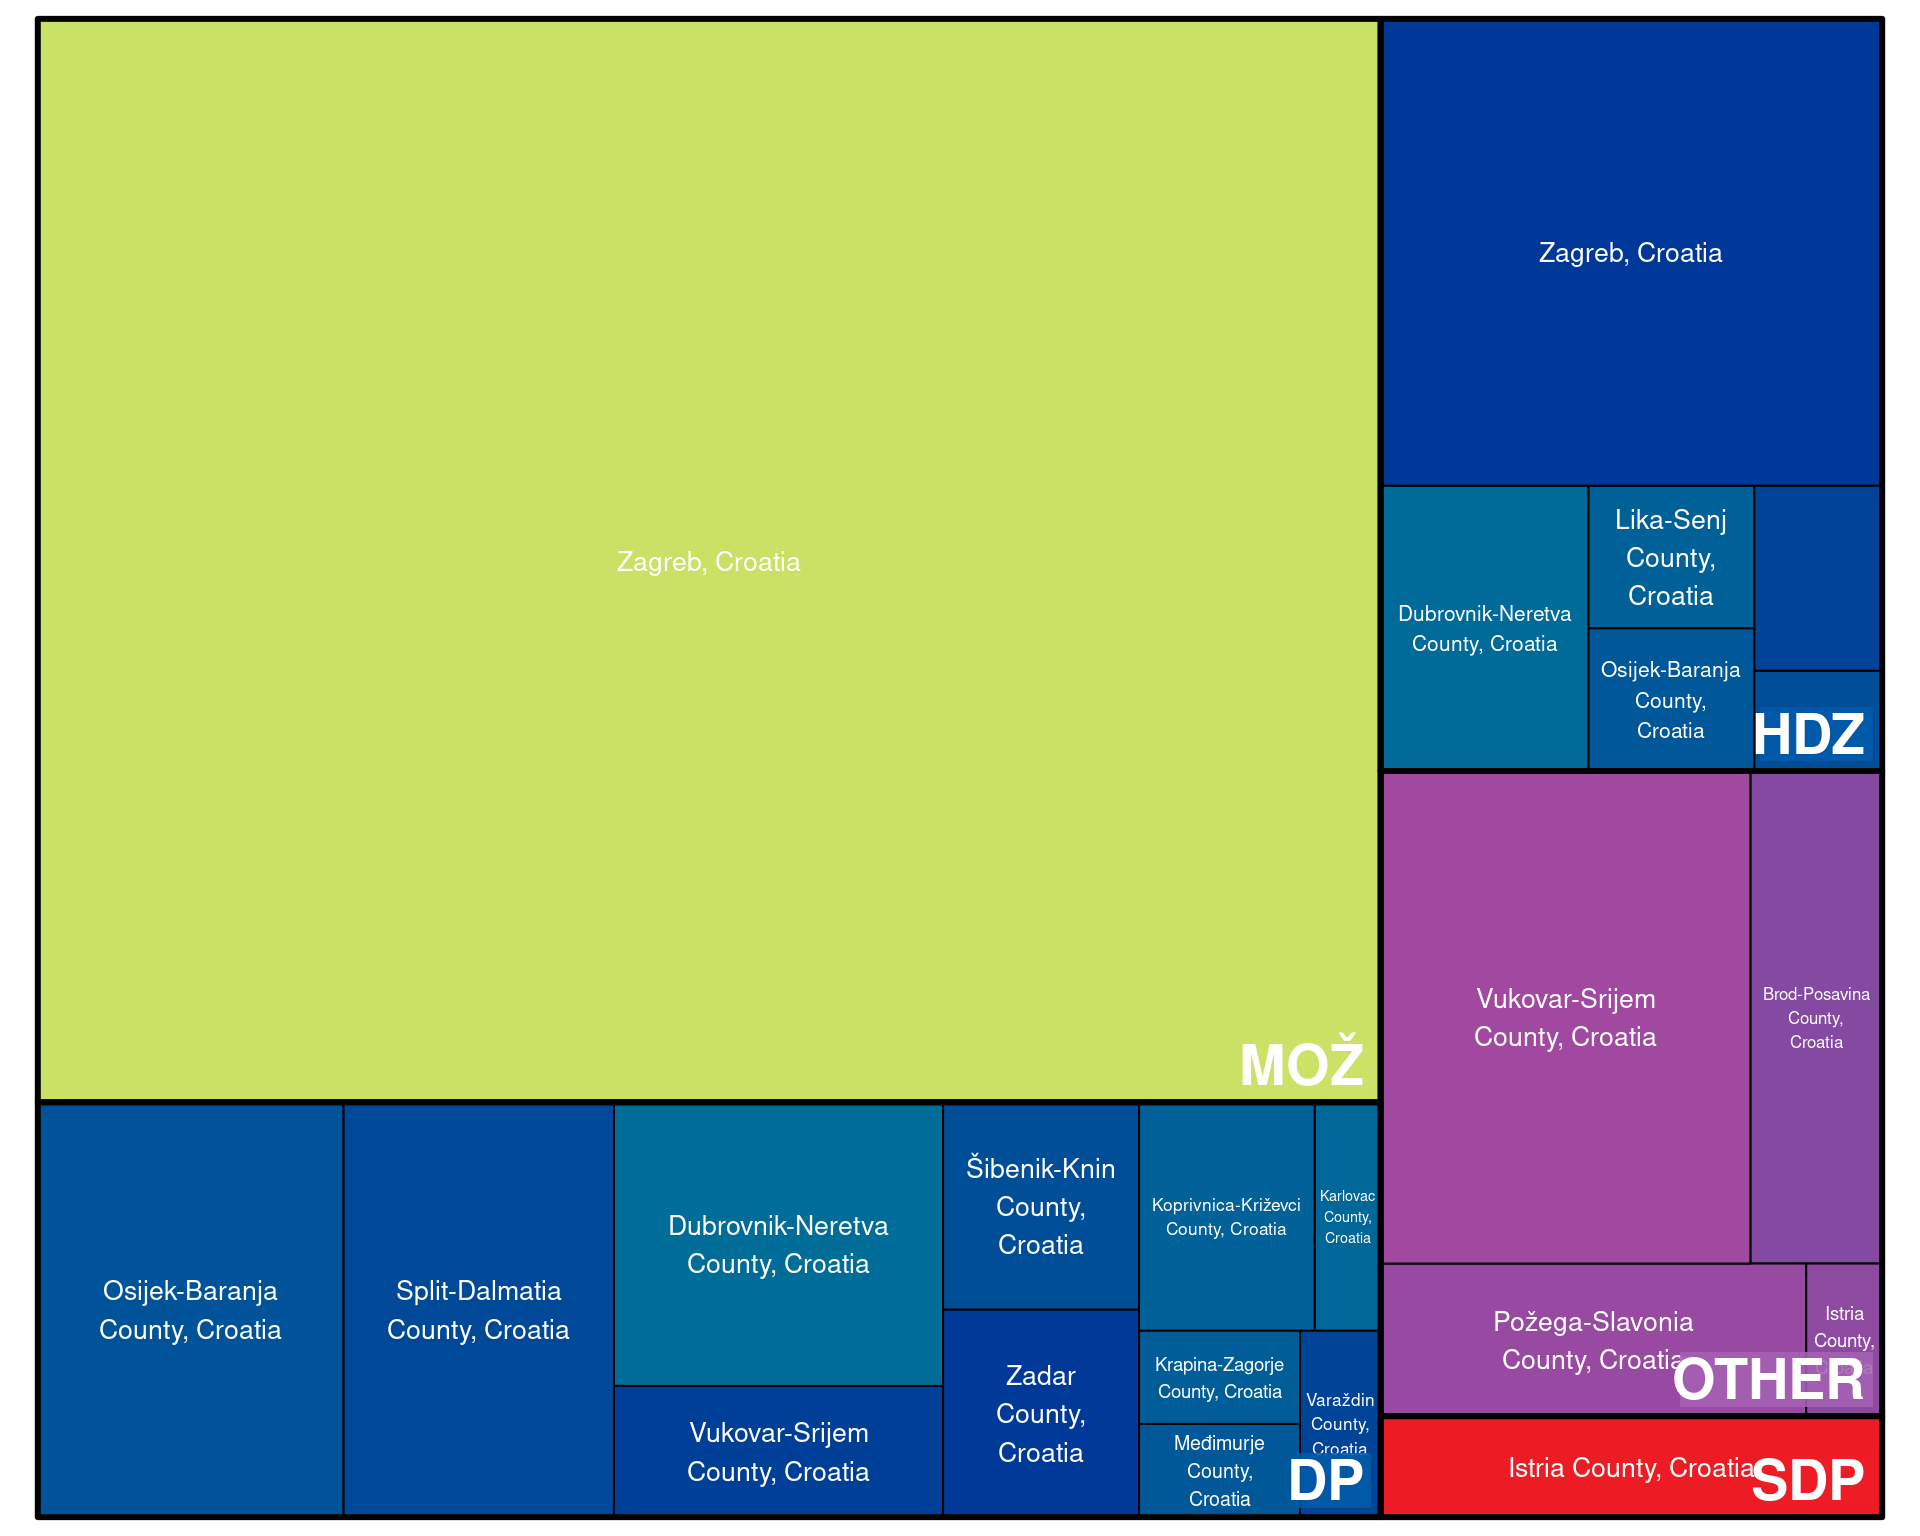 Zagreb, Croatia
MOŽ
Zagreb, Croatia
Dubrovnik-Neretva
County, Croatia
Lika-Senj
County,
Croatia
Osijek-Baranja
County,
Croatia
HDZ
Vukovar-Srijem
County, Croatia
Brod-Posavina
County,
Croatia
Požega-Slavonia
County, Croatia
Istria
County,
OTHER
Istria County, Croatia
SDP
Osijek-Baranja
County, Croatia
Split-Dalmatia
County, Croatia
Dubrovnik-Neretva
County, Croatia
Vukovar-Srijem
County, Croatia
Šibenik-Knin
County,
Croatia
Zadar
County,
Croatia
Koprivnica-Križevci
County, Croatia
Karlovac
County,
Croatia
Krapina-Zagorje
County, Croatia
Međimurje
County,
Croatia
Varaždin
County,
Croatia
DP